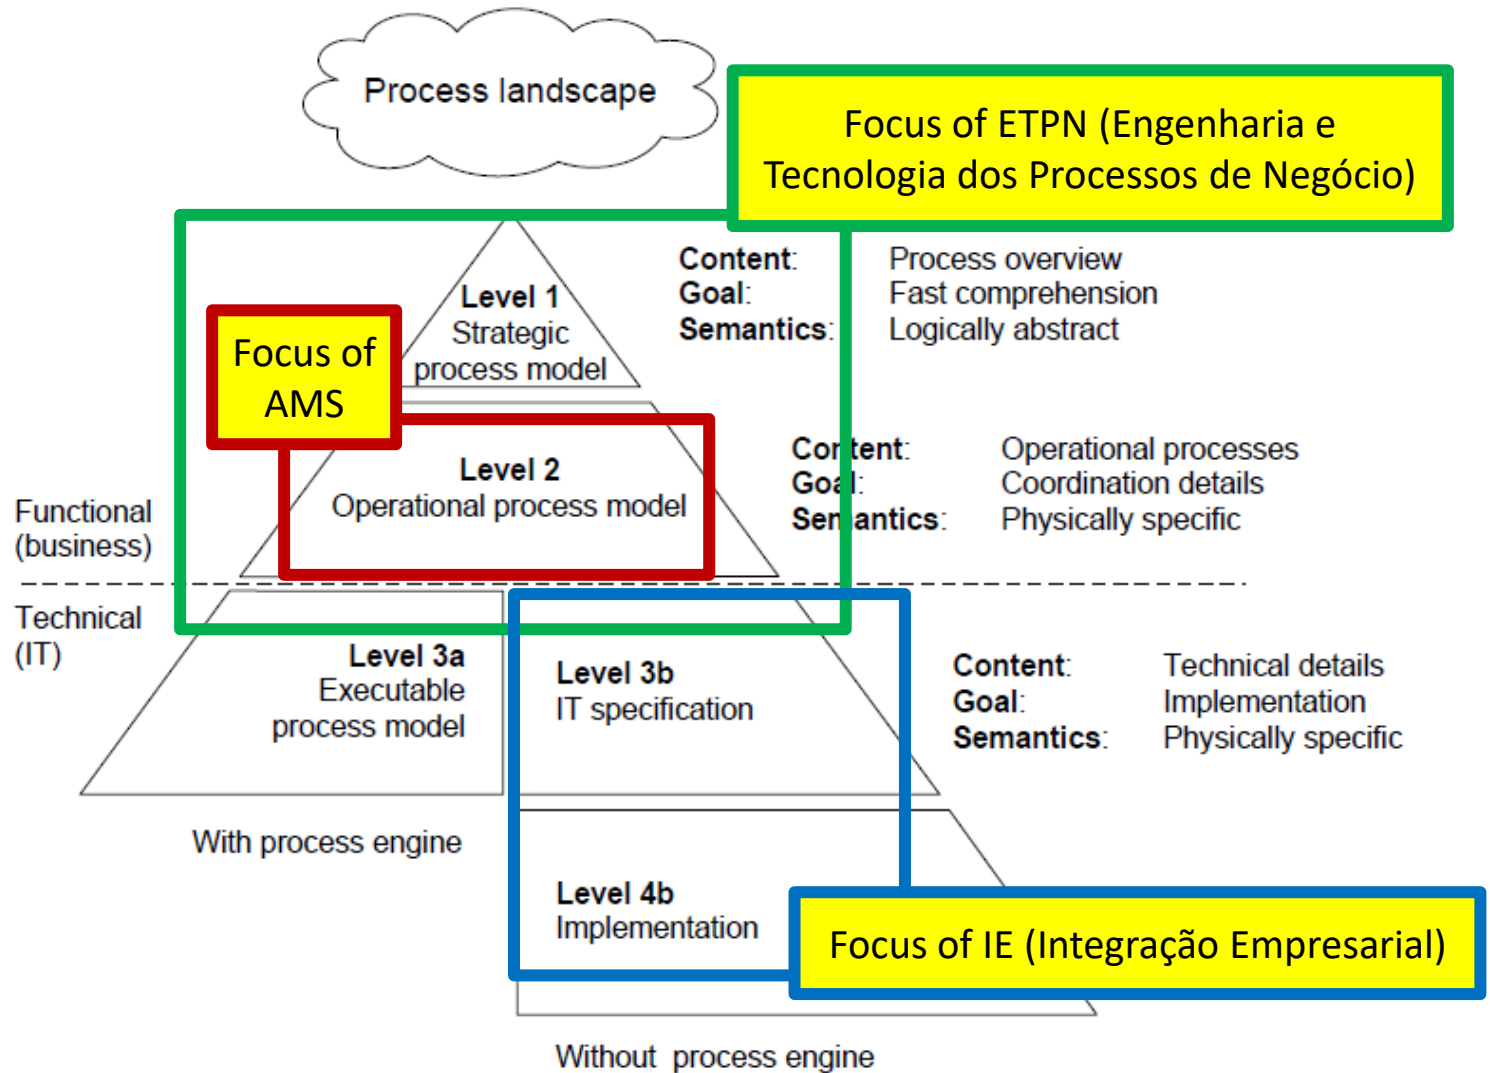 Process landscape
Focus of ETPN (Engenharia e
Tecnologia dos Processos de Negócio)
Level 1
Strategic
process model
Content: Process overview
Goal: Fast comprehension
Semantics: Logically abstract
Focus of
AMS
Level 2
Operational process model
Content: Operational processes
Goal: Coordination details
Semantics: Physically specific
Functional
(business)
Technical
(IT)
Level 3a
Executable
process model
Level 3b
IT specification
Content: Technical details
Goal: Implementation
Semantics: Physically specific
With process engine
Level 4b
Implementation
Focus of IE (Integração Empresarial)
Without process engine